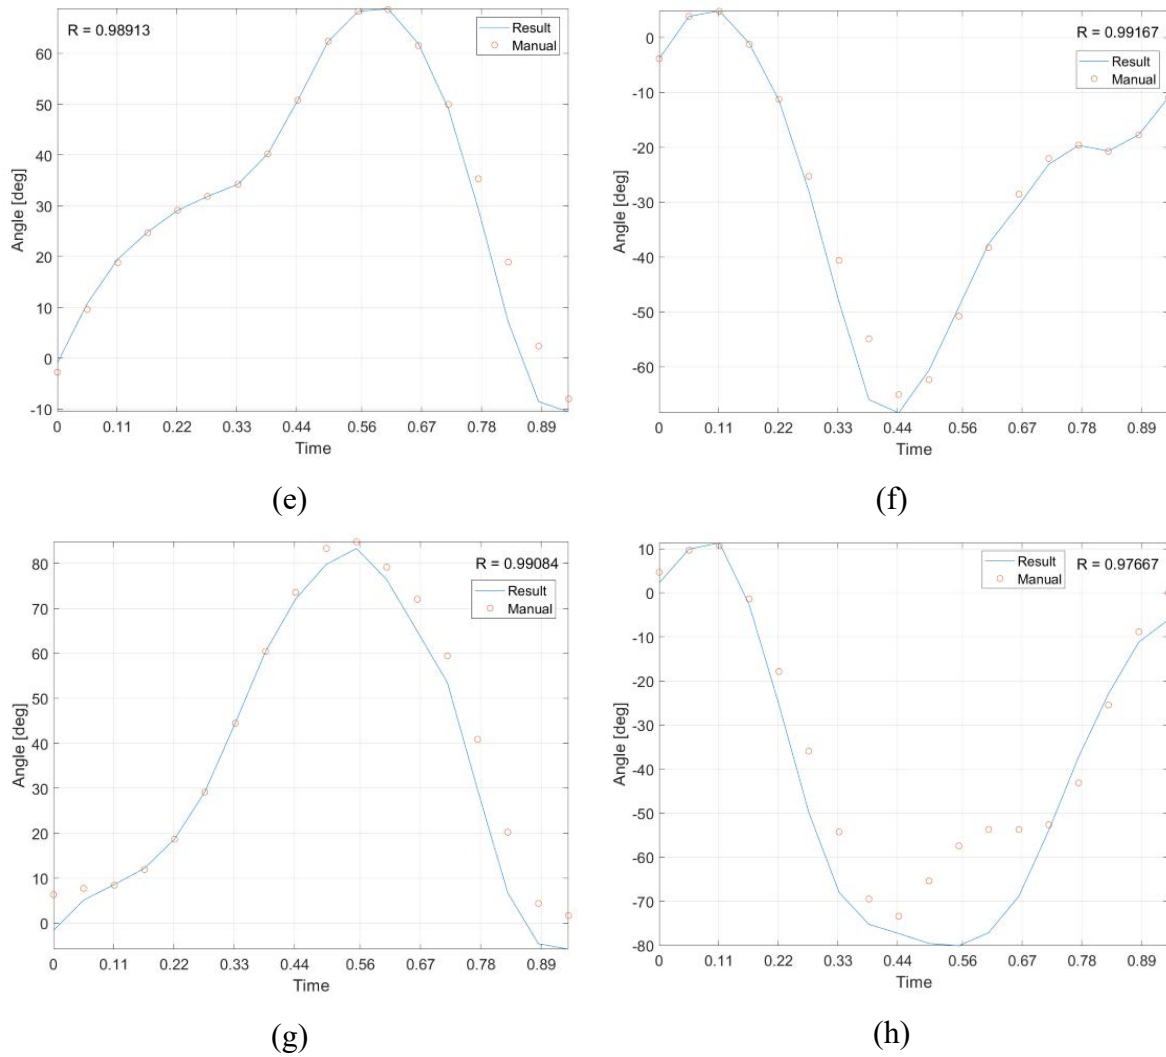 R = 0.98913
Result
Manual
60
50
40
30
20
10
0
-10
Angle [deg]
0 0.11 0.22 0.33 0.44 0.56 0.67 0.78 0.89
Time
(e)
R = 0.99167
Result
Manual
0
-10
-20
-30
-40
-50
-60
Angle [deg]
0 0.11 0.22 0.33 0.44 0.56 0.67 0.78 0.89
Time
(f)
R = 0.99084
Result
Manual
80
70
60
50
40
30
20
10
0
Angle [deg]
0 0.11 0.22 0.33 0.44 0.56 0.67 0.78 0.89
Time
(g)
Result
Manual
R = 0.97667
10
0
-10
-20
-30
-40
-50
-60
-70
-80
Angle [deg]
0 0.11 0.22 0.33 0.44 0.56 0.67 0.78 0.89
Time
(h)